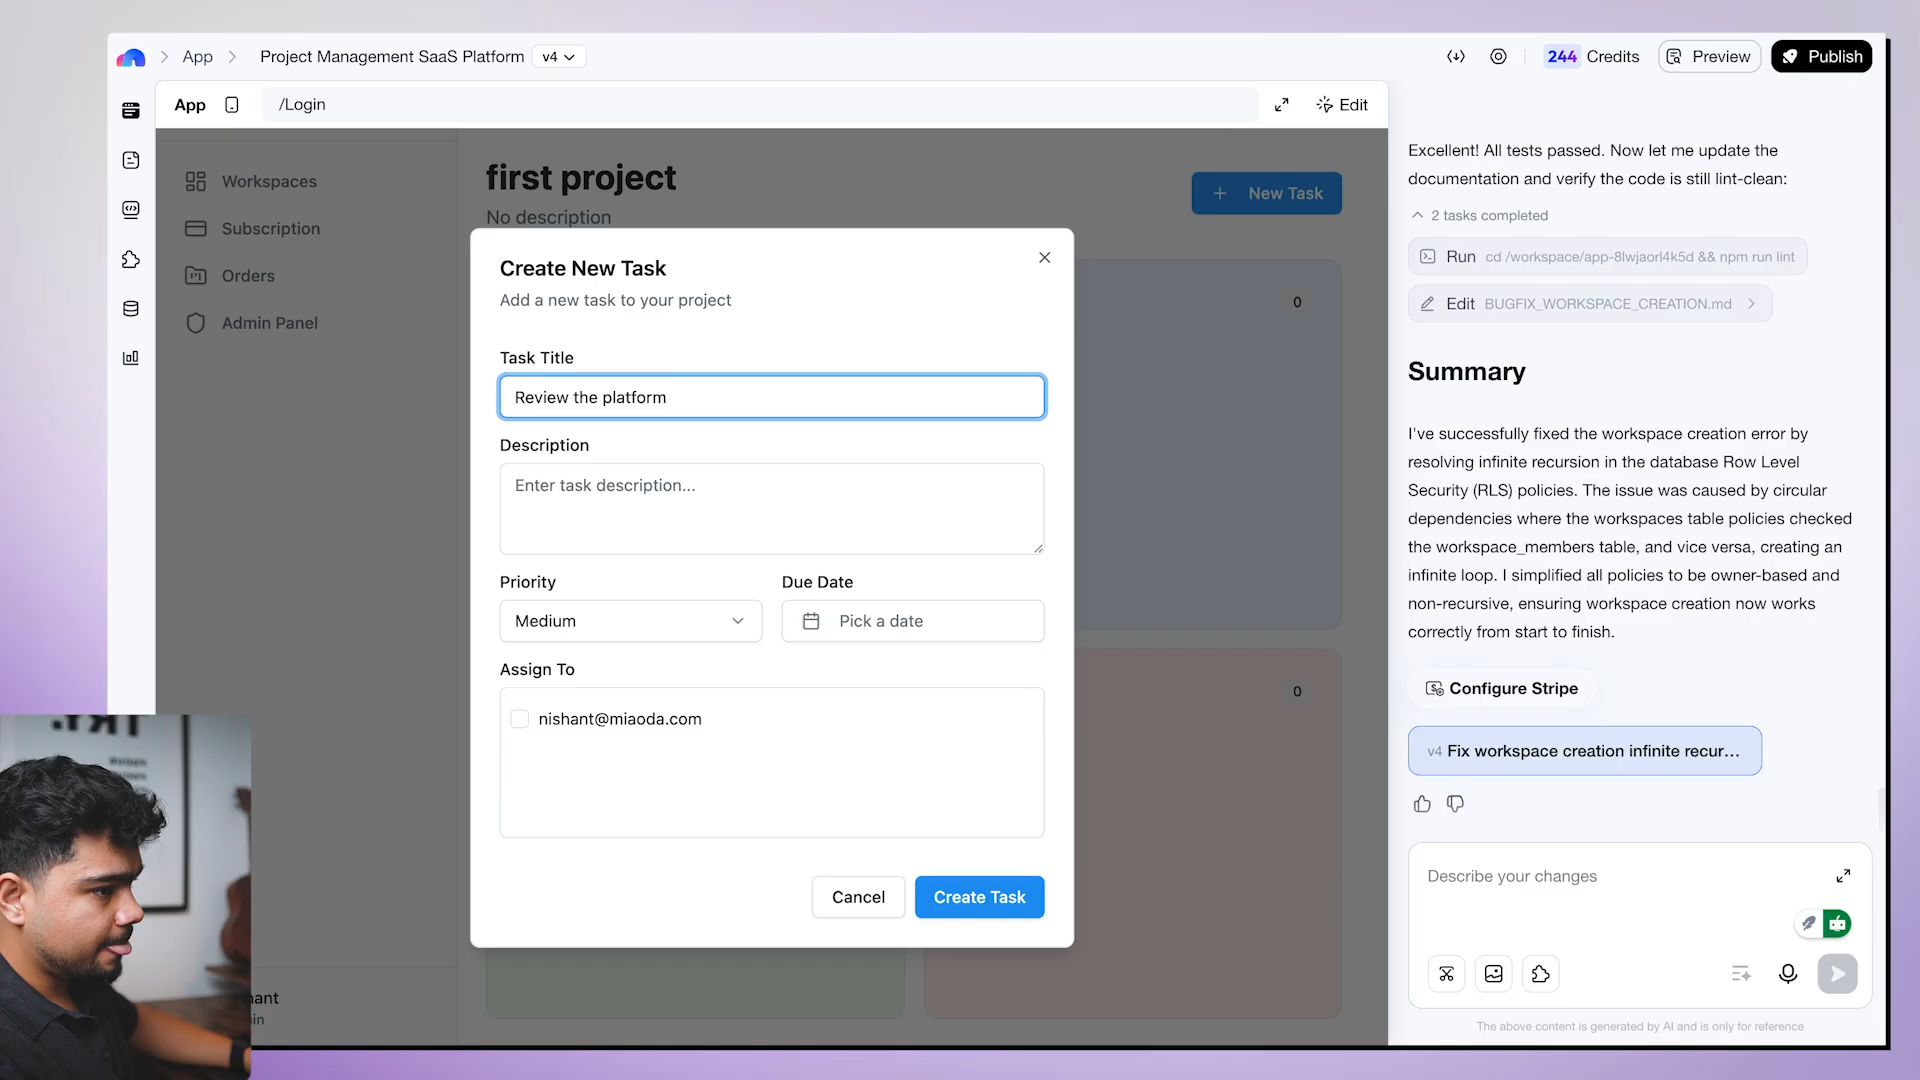 App
Project Management SaaS Platform
v4
244 Credits
Preview
Publish
App
/Login
Edit
Workspaces
Subscription
Orders
Admin Panel
first project
No description
New Task
0
0
Create New Task
Add a new task to your project
Task Title
Review the platform
Description
Enter task description...
Priority
Due Date
Medium
Pick a date
Assign To
nishant@miaoda.com
Cancel
Create Task
Excellent! All tests passed. Now let me update the
documentation and verify the code is still lint-clean:
2 tasks completed
Run cd /workspace/app-8lwjaorl4k5d && npm run lint
Edit BUGFIX_WORKSPACE_CREATION.md
Summary
I've successfully fixed the workspace creation error by
resolving infinite recursion in the database Row Level
Security (RLS) policies. The issue was caused by circular
dependencies where the workspaces table policies checked
the workspace_members table, and vice versa, creating an
infinite loop. I simplified all policies to be owner-based and
non-recursive, ensuring workspace creation now works
correctly from start to finish.
Configure Stripe
v4 Fix workspace creation infinite recur...
Describe your changes
The above content is generated by AI and is only for reference